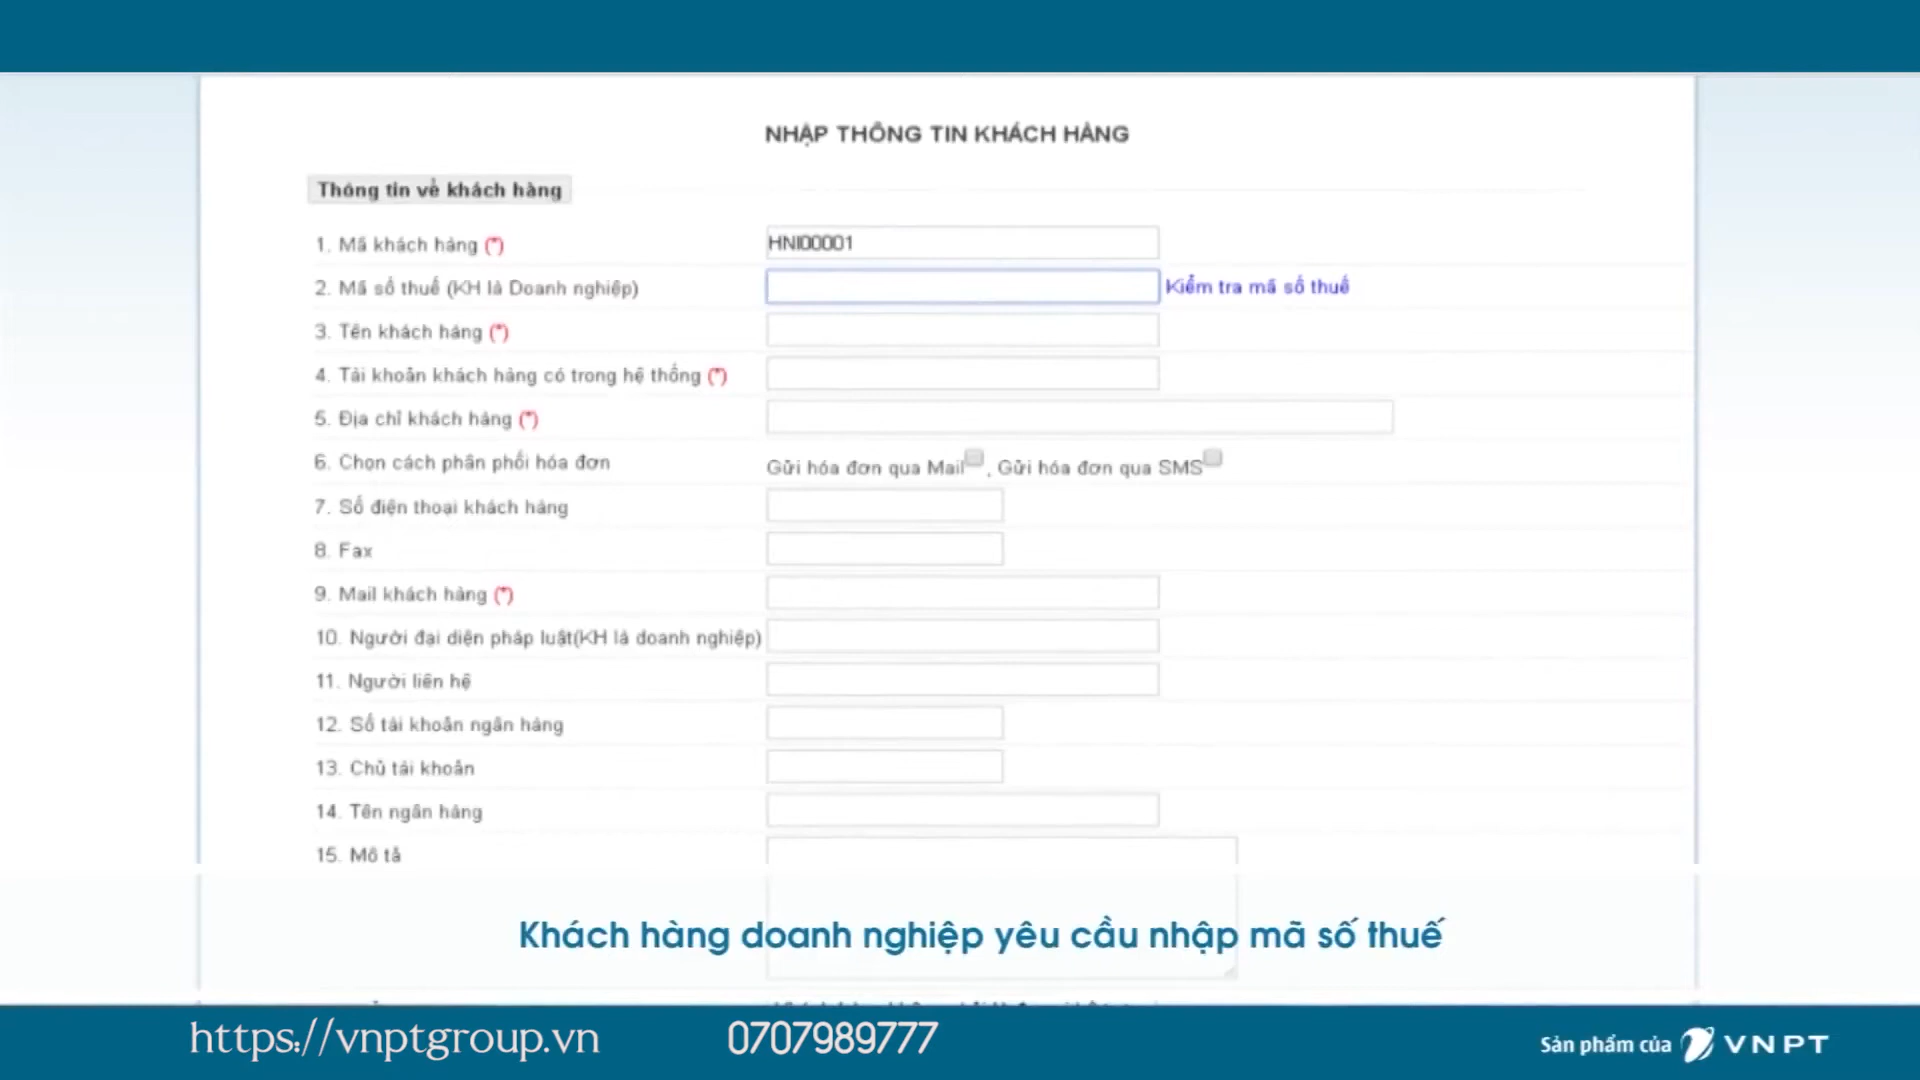 NHẬP THÔNG TIN KHÁCH HÀNG
Thông tin về khách hàng
1. Mã khách hàng (*) HNI00001
2. Mã số thuế (KH là Doanh nghiệp) Kiểm tra mã số thuế
3. Tên khách hàng (*)
4. Tài khoản khách hàng có trong hệ thống (*)
5. Địa chỉ khách hàng (*)
6. Chọn cách phân phối hóa đơn Gửi hóa đơn qua Mail , Gửi hóa đơn qua SMS
7. Số điện thoại khách hàng
8. Fax
9. Mail khách hàng (*)
10. Người đại diện pháp luật(KH là doanh nghiệp)
11. Người liên hệ
12. Số tài khoản ngân hàng
13. Chủ tài khoản
14. Tên ngân hàng
15. Mô tả
Khách hàng doanh nghiệp yêu cầu nhập mã số thuế
https://vnptgroup.vn 0707989777 Sản phẩm của VNPT